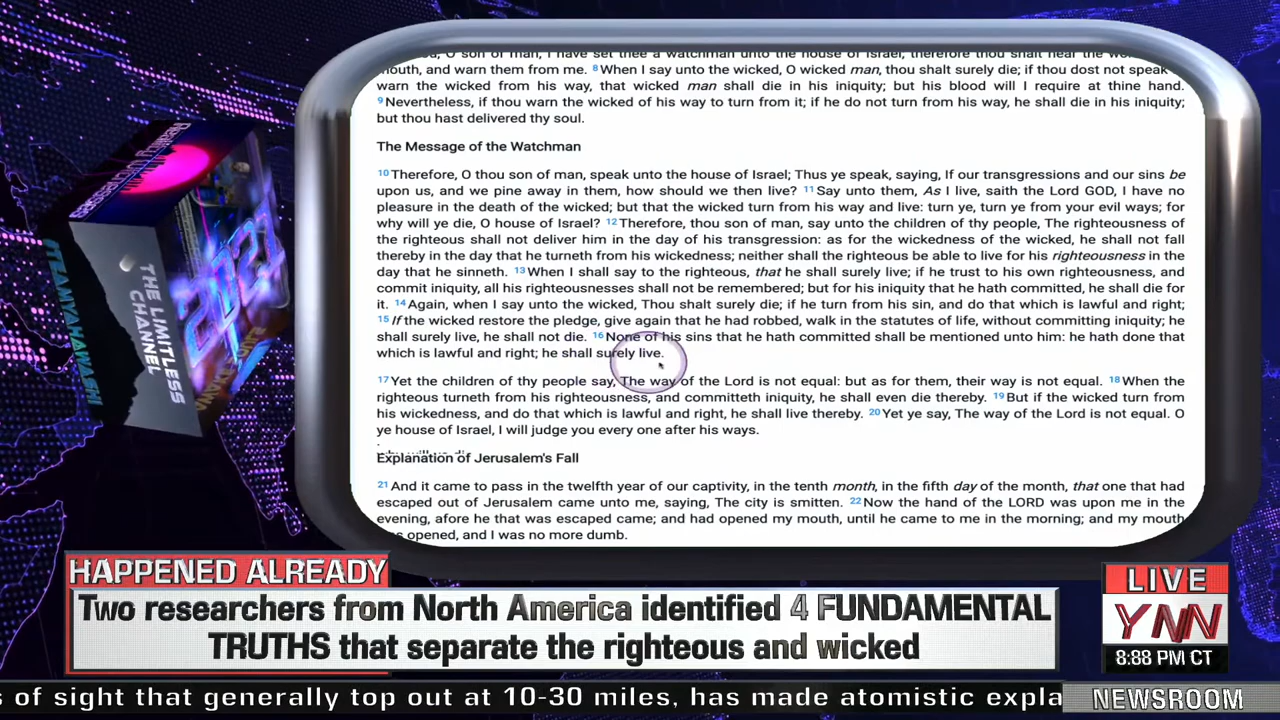 O son of man, I have set thee a watchman unto the house of Israel; therefore thou shalt hear the
mouth, and warn them from me. 8 When I say unto the wicked, O wicked man, thou shalt surely die; if thou dost not speak
warn the wicked from his way, that wicked man shall die in his iniquity; but his blood will I require at thine hand.
9 Nevertheless, if thou warn the wicked of his way to turn from it; if he do not turn from his way, he shall die in his iniquity;
but thou hast delivered thy soul.
The Message of the Watchman
10 Therefore, O thou son of man, speak unto the house of Israel; Thus ye speak, saying, If our transgressions and our sins be
upon us, and we pine away in them, how should we then live? 11 Say unto them, As I live, saith the Lord GOD, I have no
pleasure in the death of the wicked; but that the wicked turn from his way and live: turn ye, turn ye from your evil ways; for
why will ye die, O house of Israel? 12 Therefore, thou son of man, say unto the children of thy people, The righteousness of
the righteous shall not deliver him in the day of his transgression: as for the wickedness of the wicked, he shall not fall
thereby in the day that he turneth from his wickedness; neither shall the righteous be able to live for his righteousness in the
day that he sinneth. 13 When I shall say to the righteous, that he shall surely live; if he trust to his own righteousness, and
commit iniquity, all his righteousnesses shall not be remembered; but for his iniquity that he hath committed, he shall die for
it. 14 Again, when I say unto the wicked, Thou shalt surely die; if he turn from his sin, and do that which is lawful and right;
15 If the wicked restore the pledge, give again that he had robbed, walk in the statutes of life, without committing iniquity; he
shall surely live, he shall not die. 16 None of his sins that he hath committed shall be mentioned unto him: he hath done that
which is lawful and right; he shall surely live.
17 Yet the children of thy people say, The way of the Lord is not equal: but as for them, their way is not equal. 18 When the
righteous turneth from his righteousness, and committeth iniquity, he shall even die thereby. 19 But if the wicked turn from
his wickedness, and do that which is lawful and right, he shall live thereby. 20 Yet ye say, The way of the Lord is not equal. O
ye house of Israel, I will judge you every one after his ways.
Explanation of Jerusalem's Fall
21 And it came to pass in the twelfth year of our captivity, in the tenth month, in the fifth day of the month, that one that had
escaped out of Jerusalem came unto me, saying, The city is smitten. 22 Now the hand of the LORD was upon me in the
evening, afore he that was escaped came; and had opened my mouth, until he came to me in the morning; and my mouth
opened, and I was no more dumb.
THE LIMITLESS
CHANNEL
HAPPENED ALREADY
Two researchers from North America identified 4 FUNDAMENTAL
TRUTHS that separate the righteous and wicked
LIVE
YNN
8:88 PM CT
s of sight that generally top out at 10-30 miles, has made atomistic expla
NEWSROOM